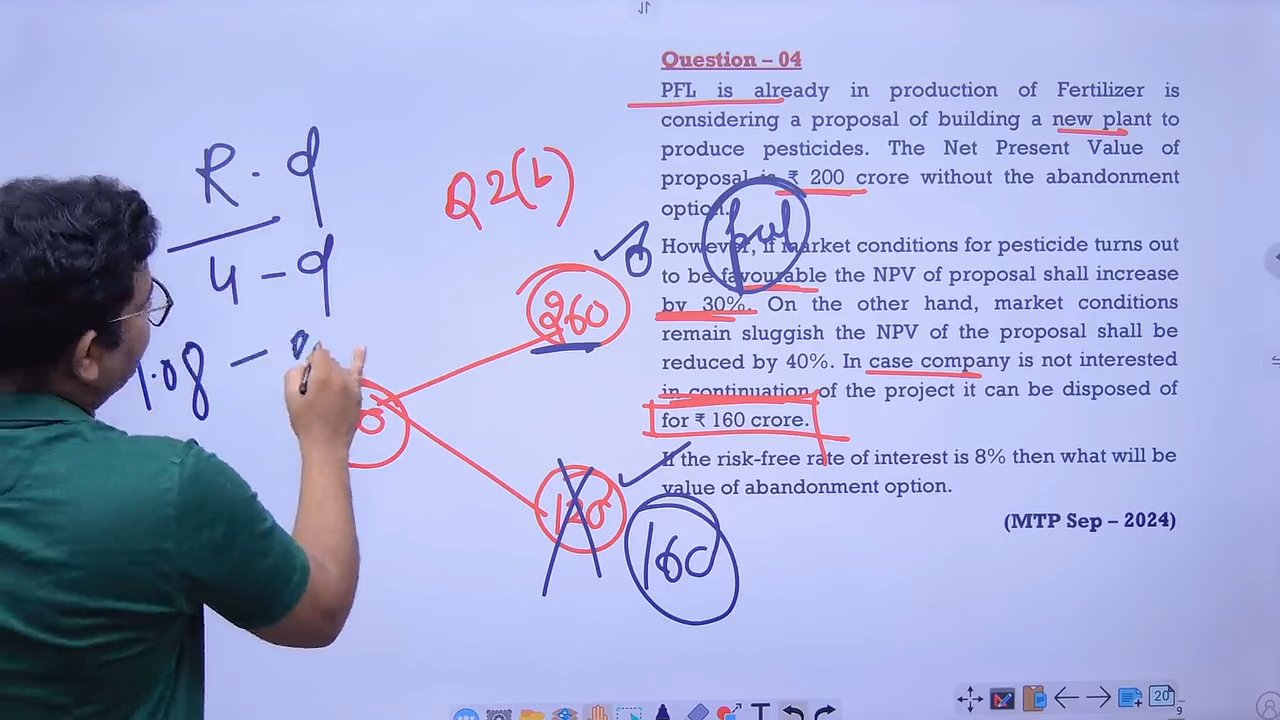 Question – 04
PFL is already in production of Fertilizer is
considering a proposal of building a new plant to
produce pesticides. The Net Present Value of
proposal is ₹ 200 crore without the abandonment
option.
However, if market conditions for pesticide turns out
to be favourable the NPV of proposal shall increase
by 30%. On the other hand, market conditions
remain sluggish the NPV of the proposal shall be
reduced by 40%. In case company is not interested
in continuation of the project it can be disposed of
for ₹ 160 crore.
If the risk-free rate of interest is 8% then what will be
value of abandonment option.
(MTP Sep – 2024)
R - d
u - d
1.08 -
Q2(b)
260
0
put
120
160
T
20
9